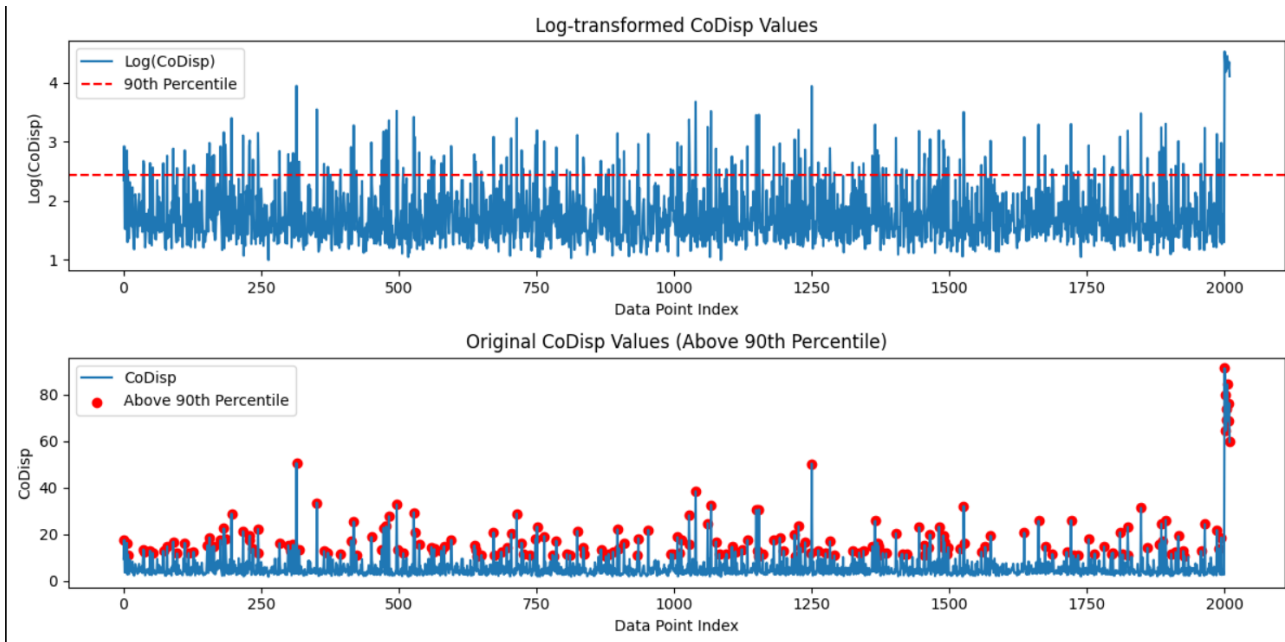 Log-transformed CoDisp Values
Log(CoDisp)
90th Percentile
Log(CoDisp)
4
3
2
1
0 250 500 750 1000 1250 1500 1750 2000
Data Point Index
Original CoDisp Values (Above 90th Percentile)
CoDisp
Above 90th Percentile
CoDisp
80
60
40
20
0
0 250 500 750 1000 1250 1500 1750 2000
Data Point Index